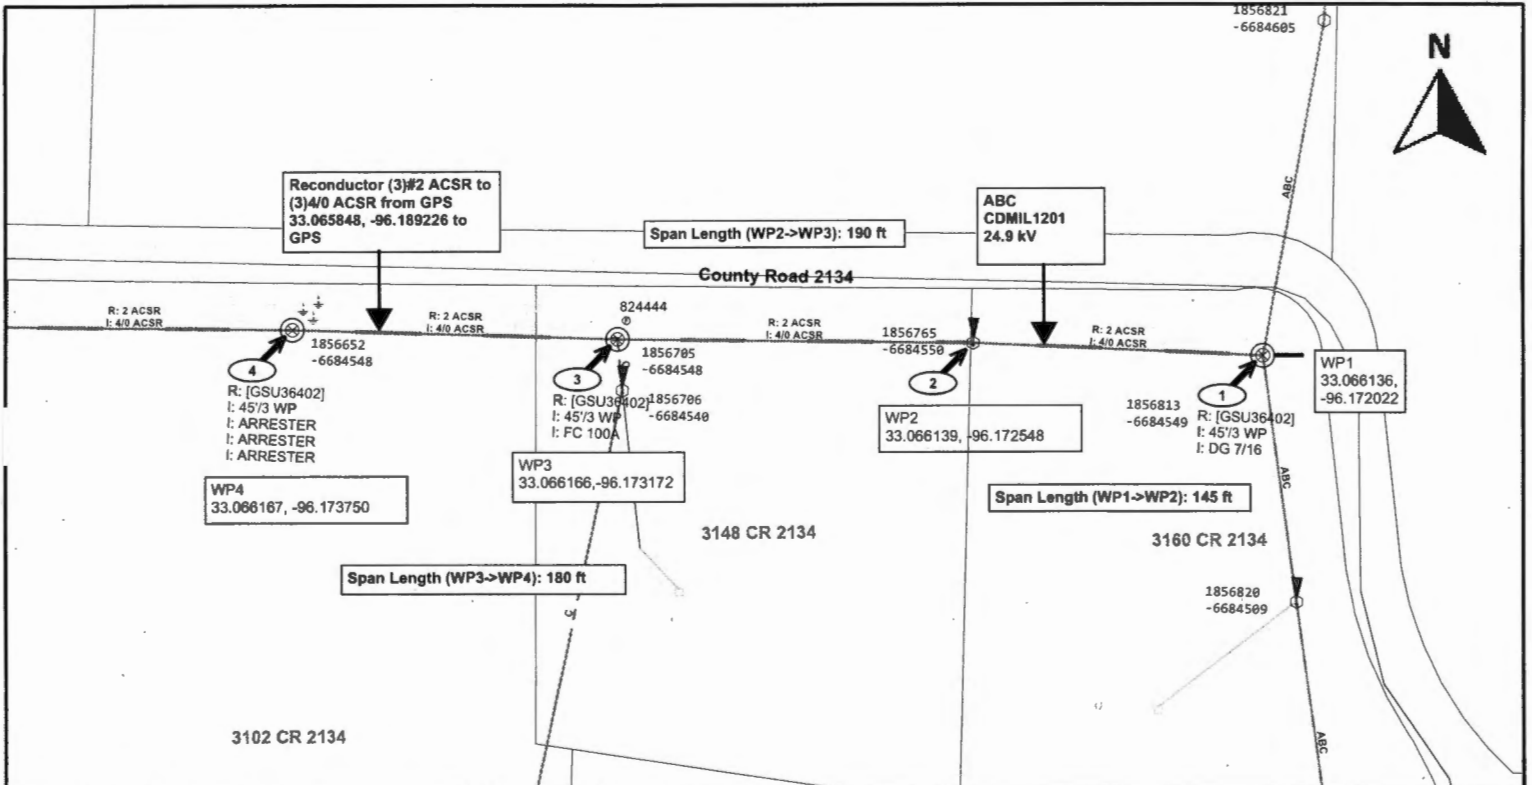 1856821
-6684605
N
ABC
Reconductor (3)#2 ACSR to
(3)4/0 ACSR from GPS
33.065848, -96.189226 to
GPS
Span Length (WP2->WP3): 190 ft
ABC
CDMIL1201
24.9 kV
County Road 2134
R: 2 ACSR
I: 4/0 ACSR
R: 2 ACSR
I: 4/0 ACSR
824444
R: 2 ACSR
I: 4/0 ACSR
1856765
-6684550
R: 2 ACSR
I: 4/0 ACSR
1856652
-6684548
1856705
-6684548
4
R: [GSU36402]
I: 45'/3 WP
I: ARRESTER
I: ARRESTER
I: ARRESTER
3
R: [GSU36402]
I: 45'/3 WP
I: FC 100A
C
1856706
-6684540
2
1
R: [GSU36402]
I: 45'/3 WP
I: DG 7/16
1856813
-6684549
WP1
33.066136,
-96.172022
WP2
33.066139, -96.172548
WP3
33.066166,-96.173172
WP4
33.066167, -96.173750
ABC
Span Length (WP1->WP2): 145 ft
3148 CR 2134
3160 CR 2134
Span Length (WP3->WP4): 180 ft
1856820
-6684509
C
3102 CR 2134
ABC